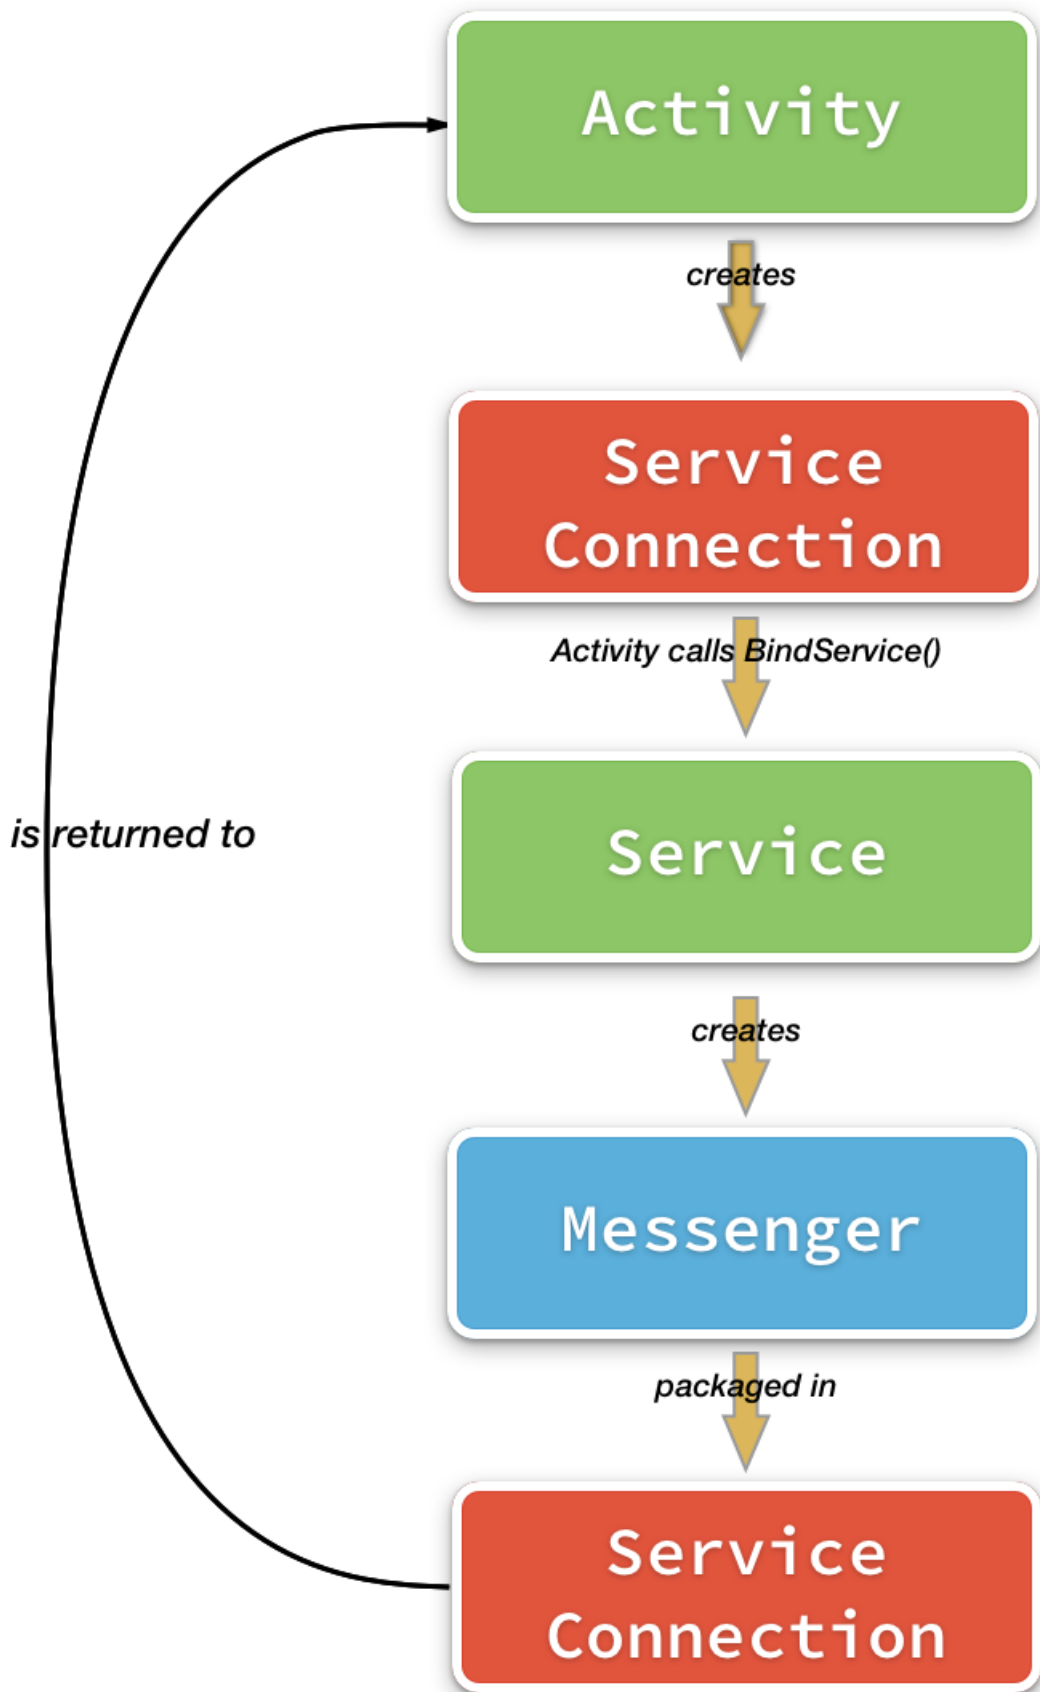 Activity
creates
Service
Connection
Activity calls BindService()
is returned to
Service
creates
Messenger
packaged in
Service
Connection